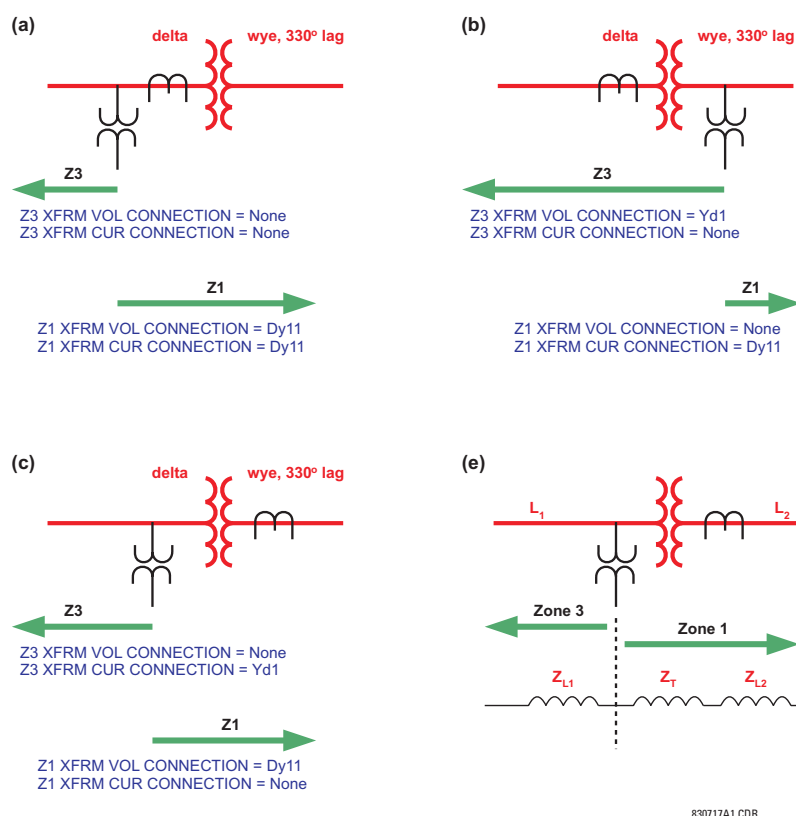 (a)
delta
wye, 330° lag
Z3
Z3 XFRM VOL CONNECTION = None
Z3 XFRM CUR CONNECTION = None
Z1
Z1 XFRM VOL CONNECTION = Dy11
Z1 XFRM CUR CONNECTION = Dy11
(b)
delta
wye, 330° lag
Z3
Z3 XFRM VOL CONNECTION = Yd1
Z3 XFRM CUR CONNECTION = None
Z1
Z1 XFRM VOL CONNECTION = None
Z1 XFRM CUR CONNECTION = Dy11
(c)
delta
wye, 330° lag
Z3
Z3 XFRM VOL CONNECTION = None
Z3 XFRM CUR CONNECTION = Yd1
Z1
Z1 XFRM VOL CONNECTION = Dy11
Z1 XFRM CUR CONNECTION = None
(e)
L1
L2
Zone 3
Zone 1
ZL1
ZT
ZL2
830717A1.CDR